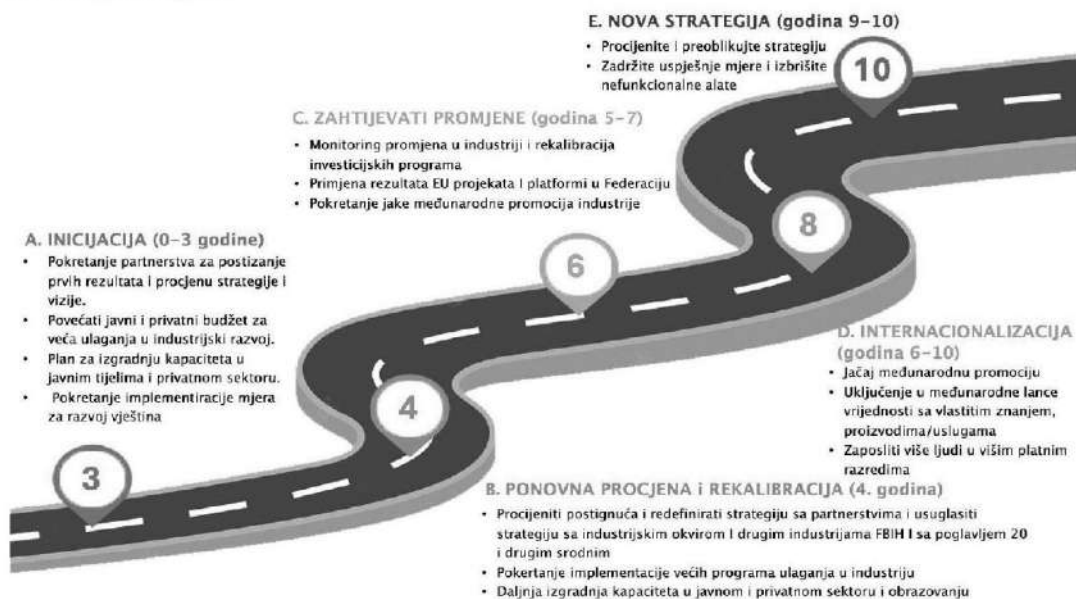 E. NOVA STRATEGIJA (godina 9-10)
• Procijenite i preoblikujte strategiju
• Zadržite uspješnje mjere i izbrišite
nefunkcionalne alate
10
C. ZAHTIJEVATI PROMJENE (godina 5-7)
• Monitoring promjena u industriji i rekalibracija
investicijskih programa
• Primjena rezultata EU projekata I platformi u Federaciju
• Pokretanje jake međunarodne promocija industrije
8
6
A. INICIJACIJA (0-3 godine)
• Pokretanje partnerstva za postizanje
prvih rezultata i procjenu strategije i
vizije.
• Povećati javni i privatni budžet za
veća ulaganja u industrijski razvoj.
• Plan za izgradnju kapaciteta u
javnim tijelima i privatnom sektoru.
• Pokretanje implementiracije mjera
za razvoj vještina
D. INTERNACIONALIZACIJA
(godina 6-10)
• Jačaj međunarodnu promociju
• Uključenje u međunarodne lance
vrijednosti sa vlastitim znanjem,
proizvodima/uslugama
• Zaposliti više ljudi u višim platnim
razredima
4
3
B. PONOVNA PROCJENA i REKALIBRACIJA (4. godina)
• Procijeniti postignuća i redefinirati strategiju sa partnerstvima i usuglasiti
strategiju sa industrijskim okvirom I drugim industrijama FBIH I sa poglavljem 20
i drugim srodnim
• Pokertanje implementacije većih programa ulaganja u industriju
• Daljnja izgradnja kapaciteta u javnom i privatnom sektoru i obrazovanju